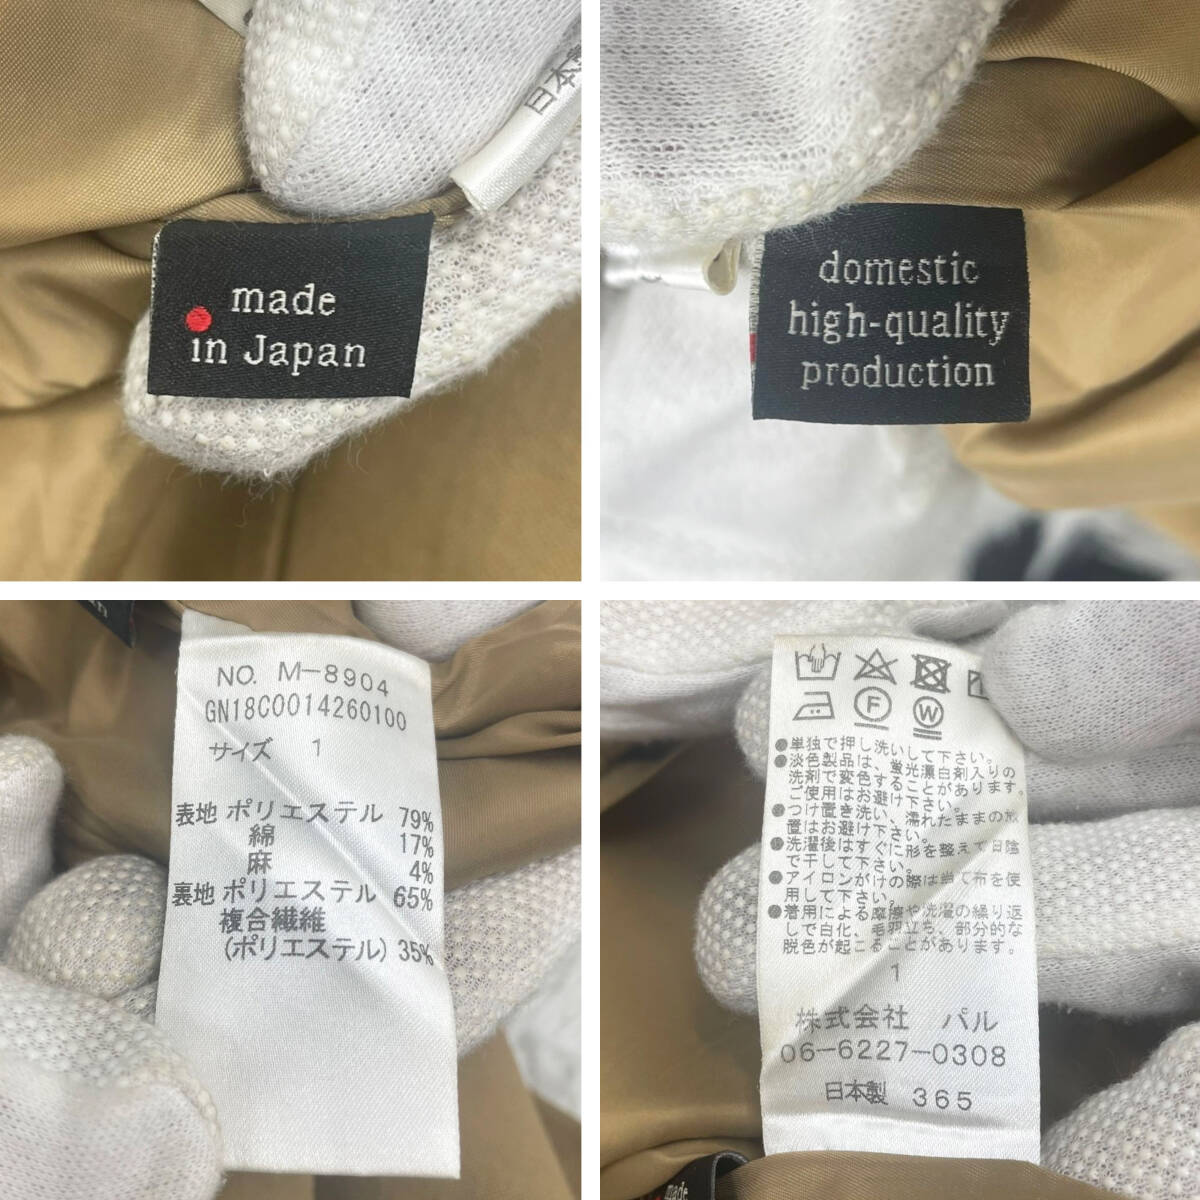 日本製
made
in Japan
domestic
high-quality
production
NO. M-8904
GN18C0014260100
サイズ 1
表地 ポリエステル 79%
綿 17%
麻 4%
裏地 ポリエステル 65%
複合繊維
(ポリエステル) 35%
F
W
●単独で押し洗いして下さい。
●淡色製品は、蛍光漂白剤入りの
洗剤で変色することがあります。
ご使用はお避け下さい。
●つけ置き洗い、濡れたままの放
置はお避け下さい。
●洗濯後はすぐに形を整えて日陰
で干して下さい。
●アイロンがけの際は当て布を使
用して下さい。
●着用による摩擦や洗濯の繰り返
しで白化、毛羽立ち、部分的な
脱色が起こることがあります。
1
株式会社 パル
06-6227-0308
日本製 365
made